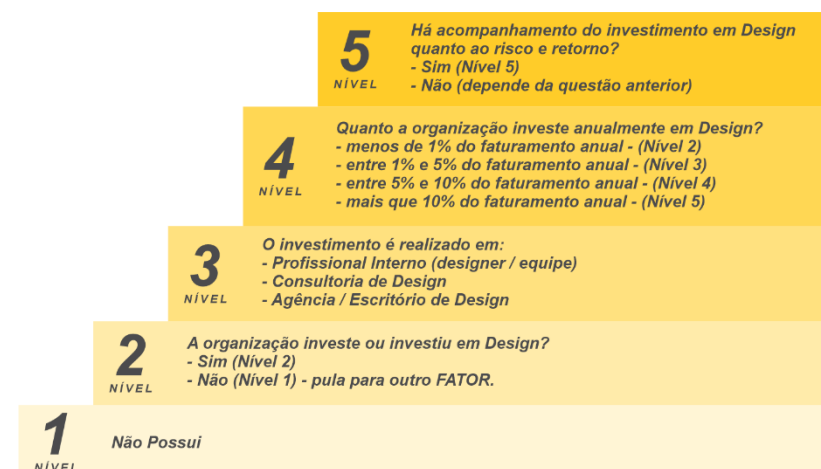 5
NÍVEL
Há acompanhamento do investimento em Design
quanto ao risco e retorno?
- Sim (Nível 5)
- Não (depende da questão anterior)
4
NÍVEL
Quanto a organização investe anualmente em Design?
- menos de 1% do faturamento anual - (Nível 2)
- entre 1% e 5% do faturamento anual - (Nível 3)
- entre 5% e 10% do faturamento anual - (Nível 4)
- mais que 10% do faturamento anual - (Nível 5)
3
NÍVEL
O investimento é realizado em:
- Profissional Interno (designer / equipe)
- Consultoria de Design
- Agência / Escritório de Design
2
NÍVEL
A organização investe ou investiu em Design?
- Sim (Nível 2)
- Não (Nível 1) - pula para outro FATOR.
1
NÍVEL
Não Possui